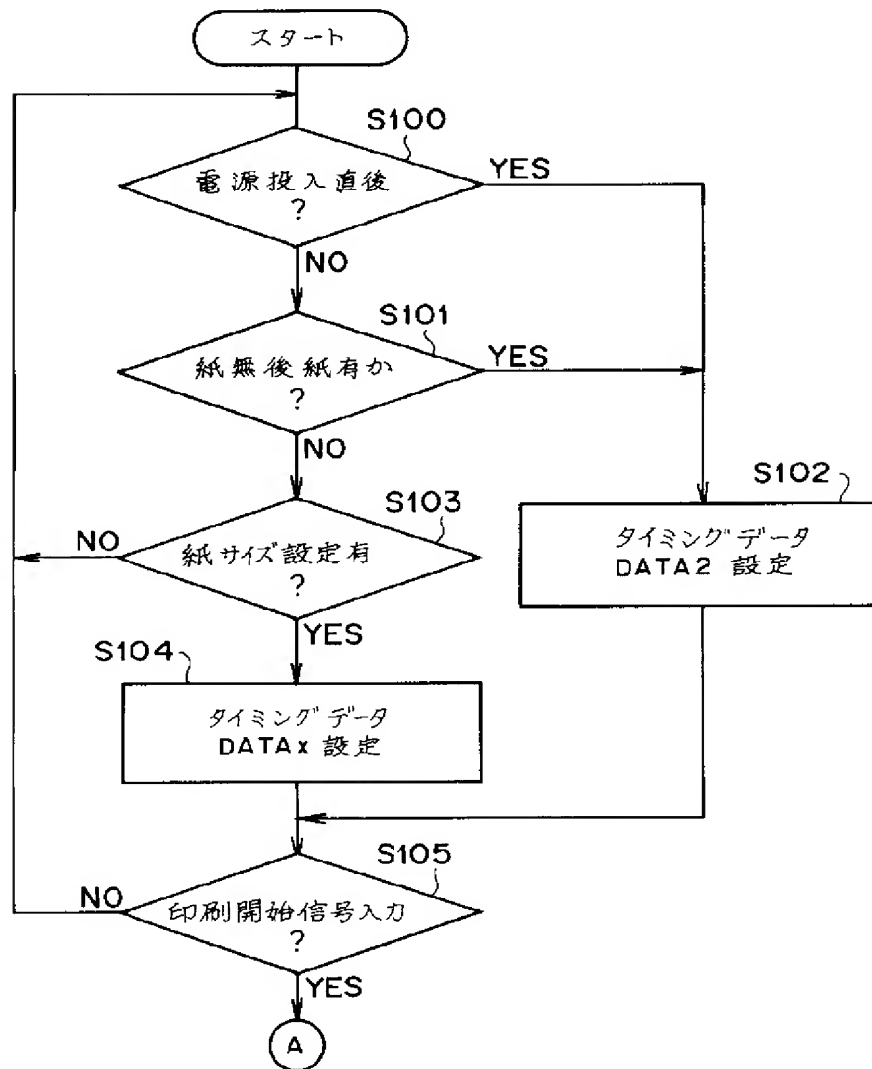 スタート
S100
電源投入直後
?
YES
NO
S101
紙無後紙有か
?
YES
NO
S102
タイミングデータ
DATA2 設定
S103
紙サイズ設定有
?
NO
YES
S104
タイミングデータ
DATAx 設定
S105
印刷開始信号入力
?
NO
YES
A